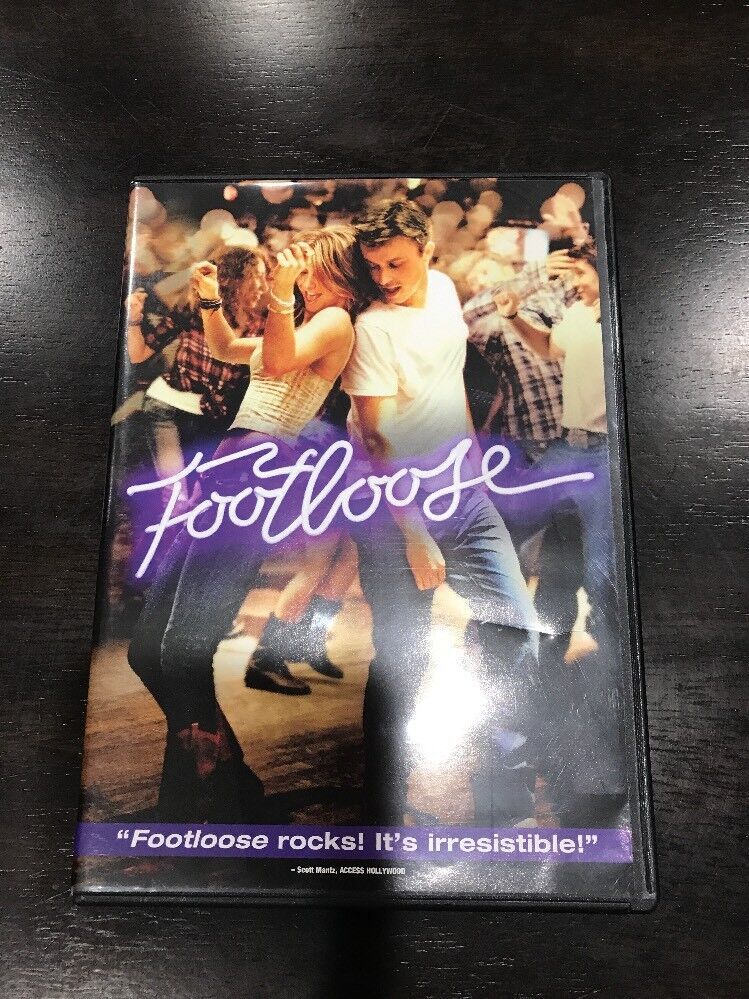 Footloose
“Footloose rocks! It’s irresistible!”
– Scott Mantz, ACCESS HOLLYWOOD